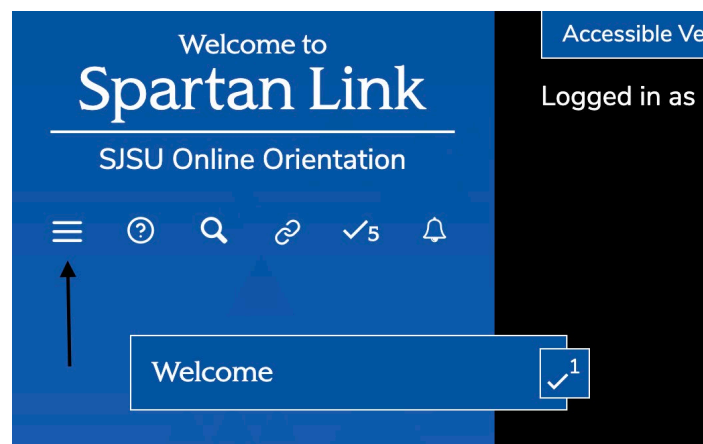 Welcome to
Spartan Link
SJSU Online Orientation
5
Welcome
1
Accessible Ve
Logged in as